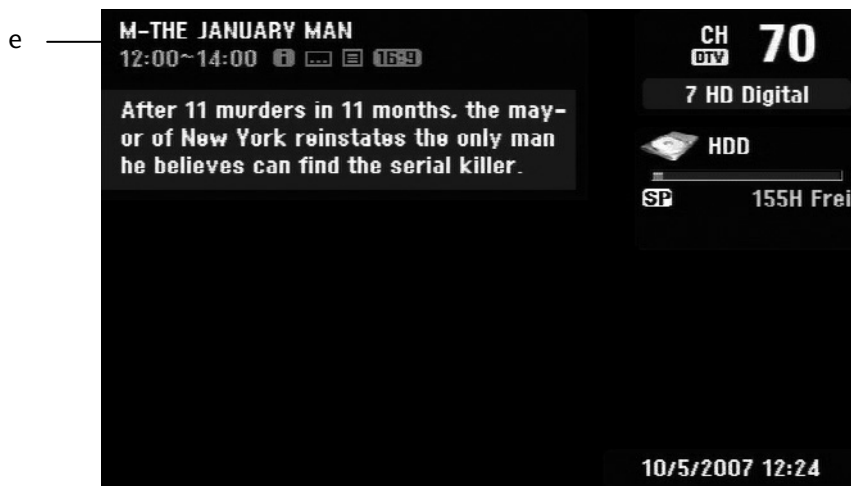 e
M-THE JANUARY MAN
12:00~14:00 i ... 16:9
After 11 murders in 11 months, the may-
or of New York reinstates the only man
he believes can find the serial killer.
CH
DTV
70
7 HD Digital
HDD
SP 155H Frei
10/5/2007 12:24